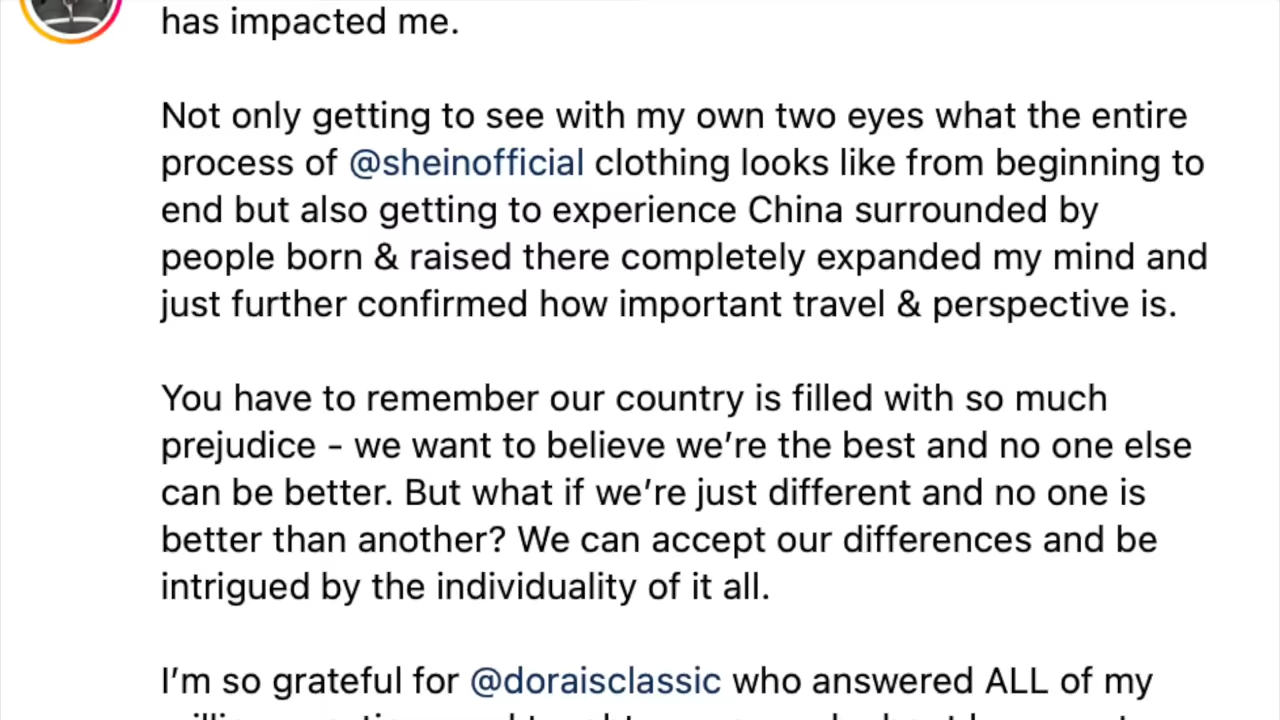 has impacted me.
Not only getting to see with my own two eyes what the entire
process of @sheinofficial clothing looks like from beginning to
end but also getting to experience China surrounded by
people born & raised there completely expanded my mind and
just further confirmed how important travel & perspective is.
You have to remember our country is filled with so much
prejudice - we want to believe we’re the best and no one else
can be better. But what if we’re just different and no one is
better than another? We can accept our differences and be
intrigued by the individuality of it all.
I’m so grateful for @doraisclassic who answered ALL of my